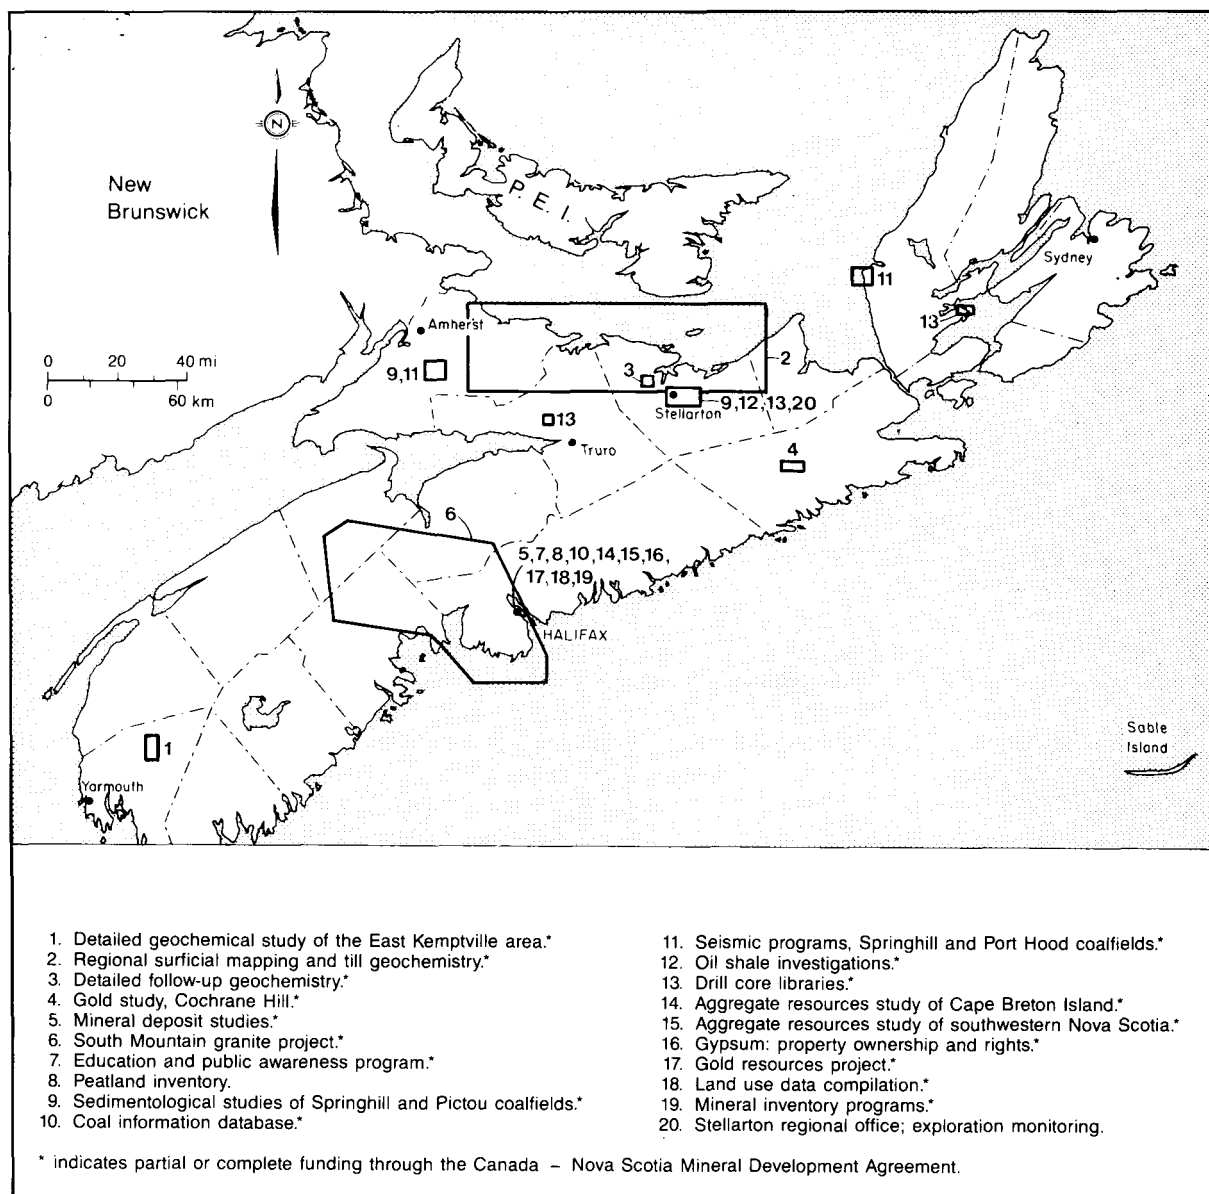 N
New
Brunswick
P. E. I.
Sydney
11
13
Amherst
0 20 40 mi
0 60 km
9,11
2
3
9,12,13,20
Stellarton
13
Truro
4
6
5,7,8,10,14,15,16,
17,18,19
HALIFAX
1
Yarmouth
Sable
Island
1. Detailed geochemical study of the East Kemptville area.*
2. Regional surficial mapping and till geochemistry.*
3. Detailed follow-up geochemistry.*
4. Gold study, Cochrane Hill.*
5. Mineral deposit studies.*
6. South Mountain granite project.*
7. Education and public awareness program.*
8. Peatland inventory.
9. Sedimentological studies of Springhill and Pictou coalfields.*
10. Coal information database.*
11. Seismic programs, Springhill and Port Hood coalfields.*
12. Oil shale investigations.*
13. Drill core libraries.*
14. Aggregate resources study of Cape Breton Island.*
15. Aggregate resources study of southwestern Nova Scotia.*
16. Gypsum: property ownership and rights.*
17. Gold resources project.*
18. Land use data compilation.*
19. Mineral inventory programs.*
20. Stellarton regional office; exploration monitoring.
* indicates partial or complete funding through the Canada – Nova Scotia Mineral Development Agreement.